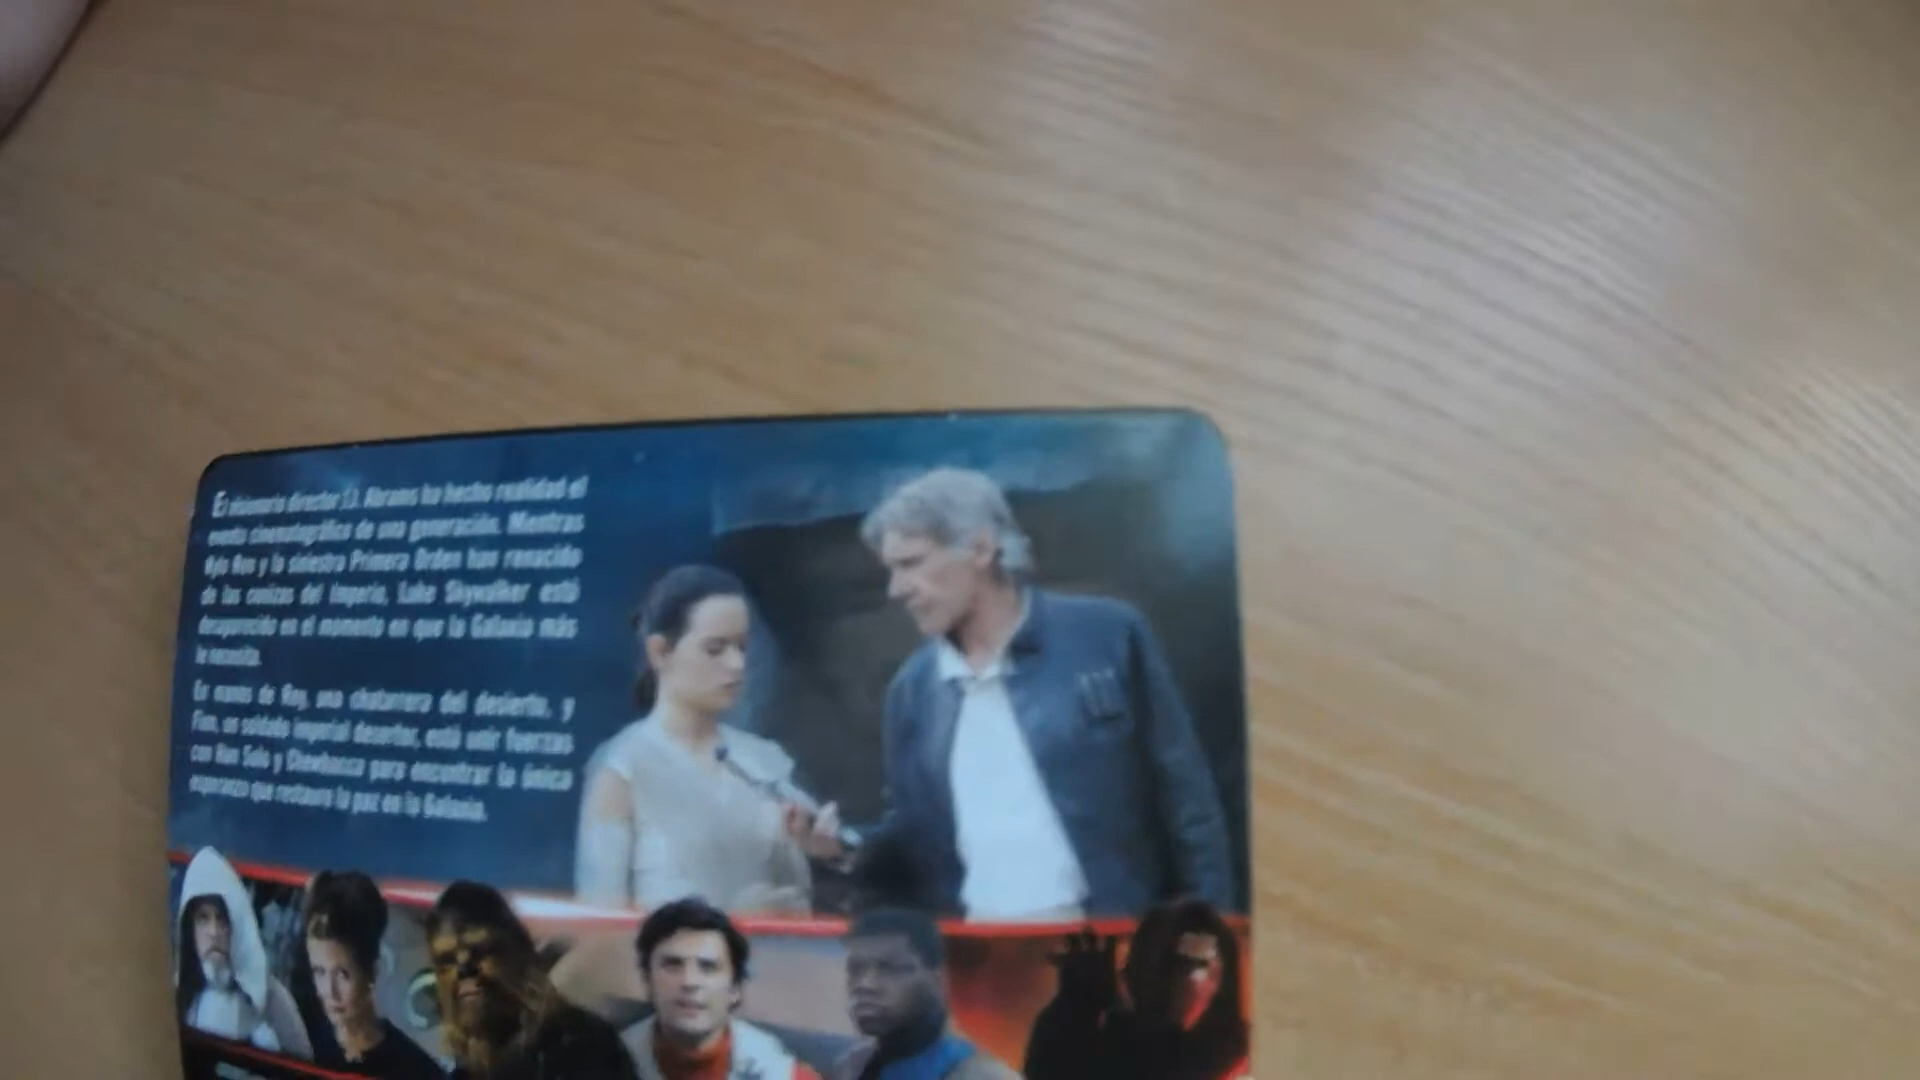 El visionario director J.J. Abrams ha hecho realidad el
evento cinematográfico de una generación. Mientras
Kylo Ren y la siniestra Primera Orden han renacido
de las cenizas del Imperio, Luke Skywalker está
desaparecido en el momento en que la Galaxia más
le necesita.
En manos de Rey, una chatarrera del desierto, y
Finn, un soldado imperial desertor, está unir fuerzas
con Han Solo y Chewbacca para encontrar la única
esperanza que restaure la paz en la Galaxia.